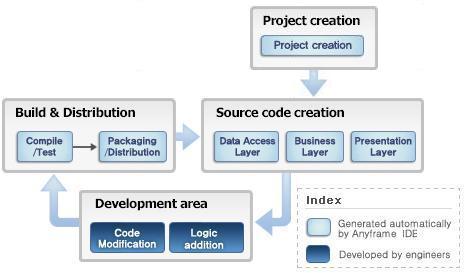 Project creation
Project creation
Build & Distribution
Compile
/Test
Packaging
/Distribution
Source code creation
Data Access
Layer
Business
Layer
Presentation
Layer
Development area
Code
Modification
Logic
addition
Index
Generated automatically
by Anyframe IDE
Developed by engineers